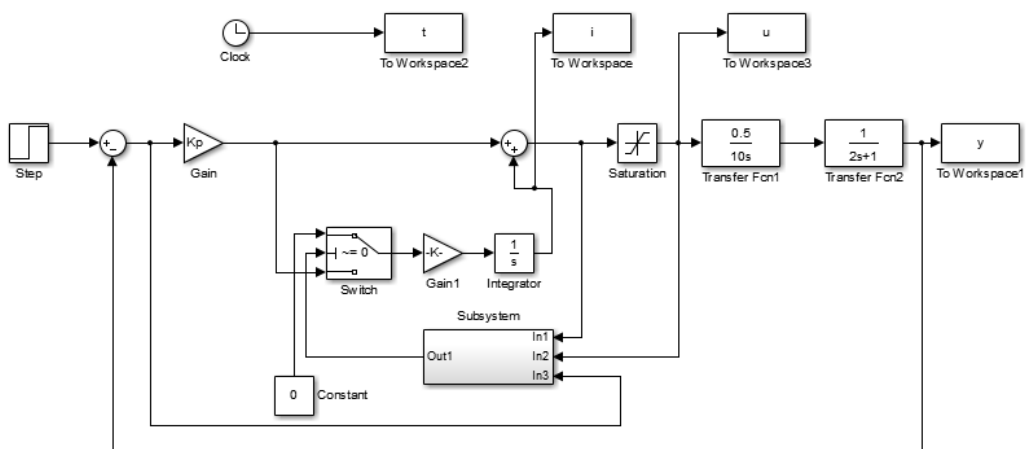 t
i
u
Clock
To Workspace2
To Workspace
To Workspace3
+
−
Kp
+
+
0.5
10s
1
2s+1
y
Step
Gain
Saturation
Transfer Fcn1
Transfer Fcn2
To Workspace1
~= 0
-K-
1
s
Switch
Gain1
Integrator
Subsystem
In1
Out1
In2
In3
0
Constant